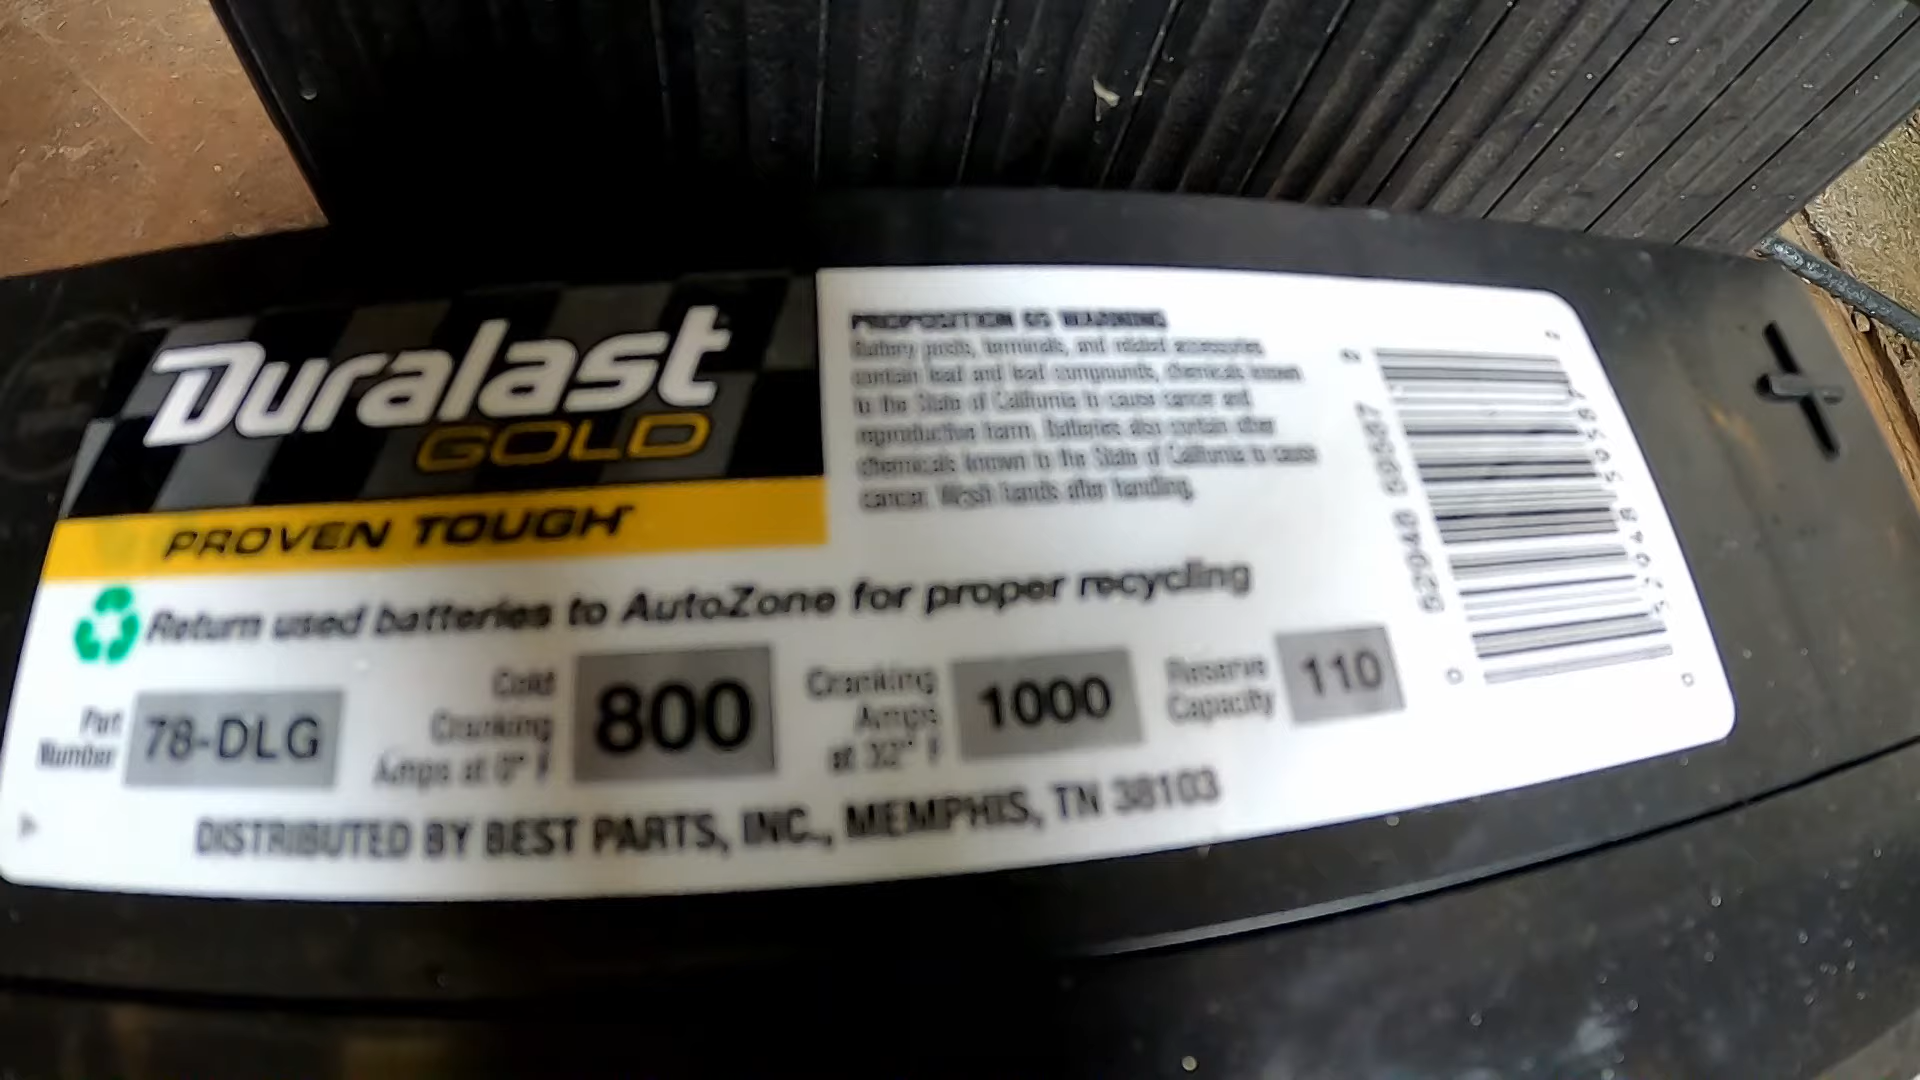 Duralast
GOLD
PROVEN TOUGH
PROPOSITION 65 WARNING
Battery posts, terminals, and related accessories
contain lead and lead compounds, chemicals known
to the State of California to cause cancer and
reproductive harm. Batteries also contain other
chemicals known to the State of California to cause
cancer. Wash hands after handling.
Return used batteries to AutoZone for proper recycling
Part
Number
78-DLG
Cold
Cranking
Amps at 0° F
800
Cranking
Amps
at 32° F
1000
Reserve
Capacity
110
DISTRIBUTED BY BEST PARTS, INC., MEMPHIS, TN 38103
+